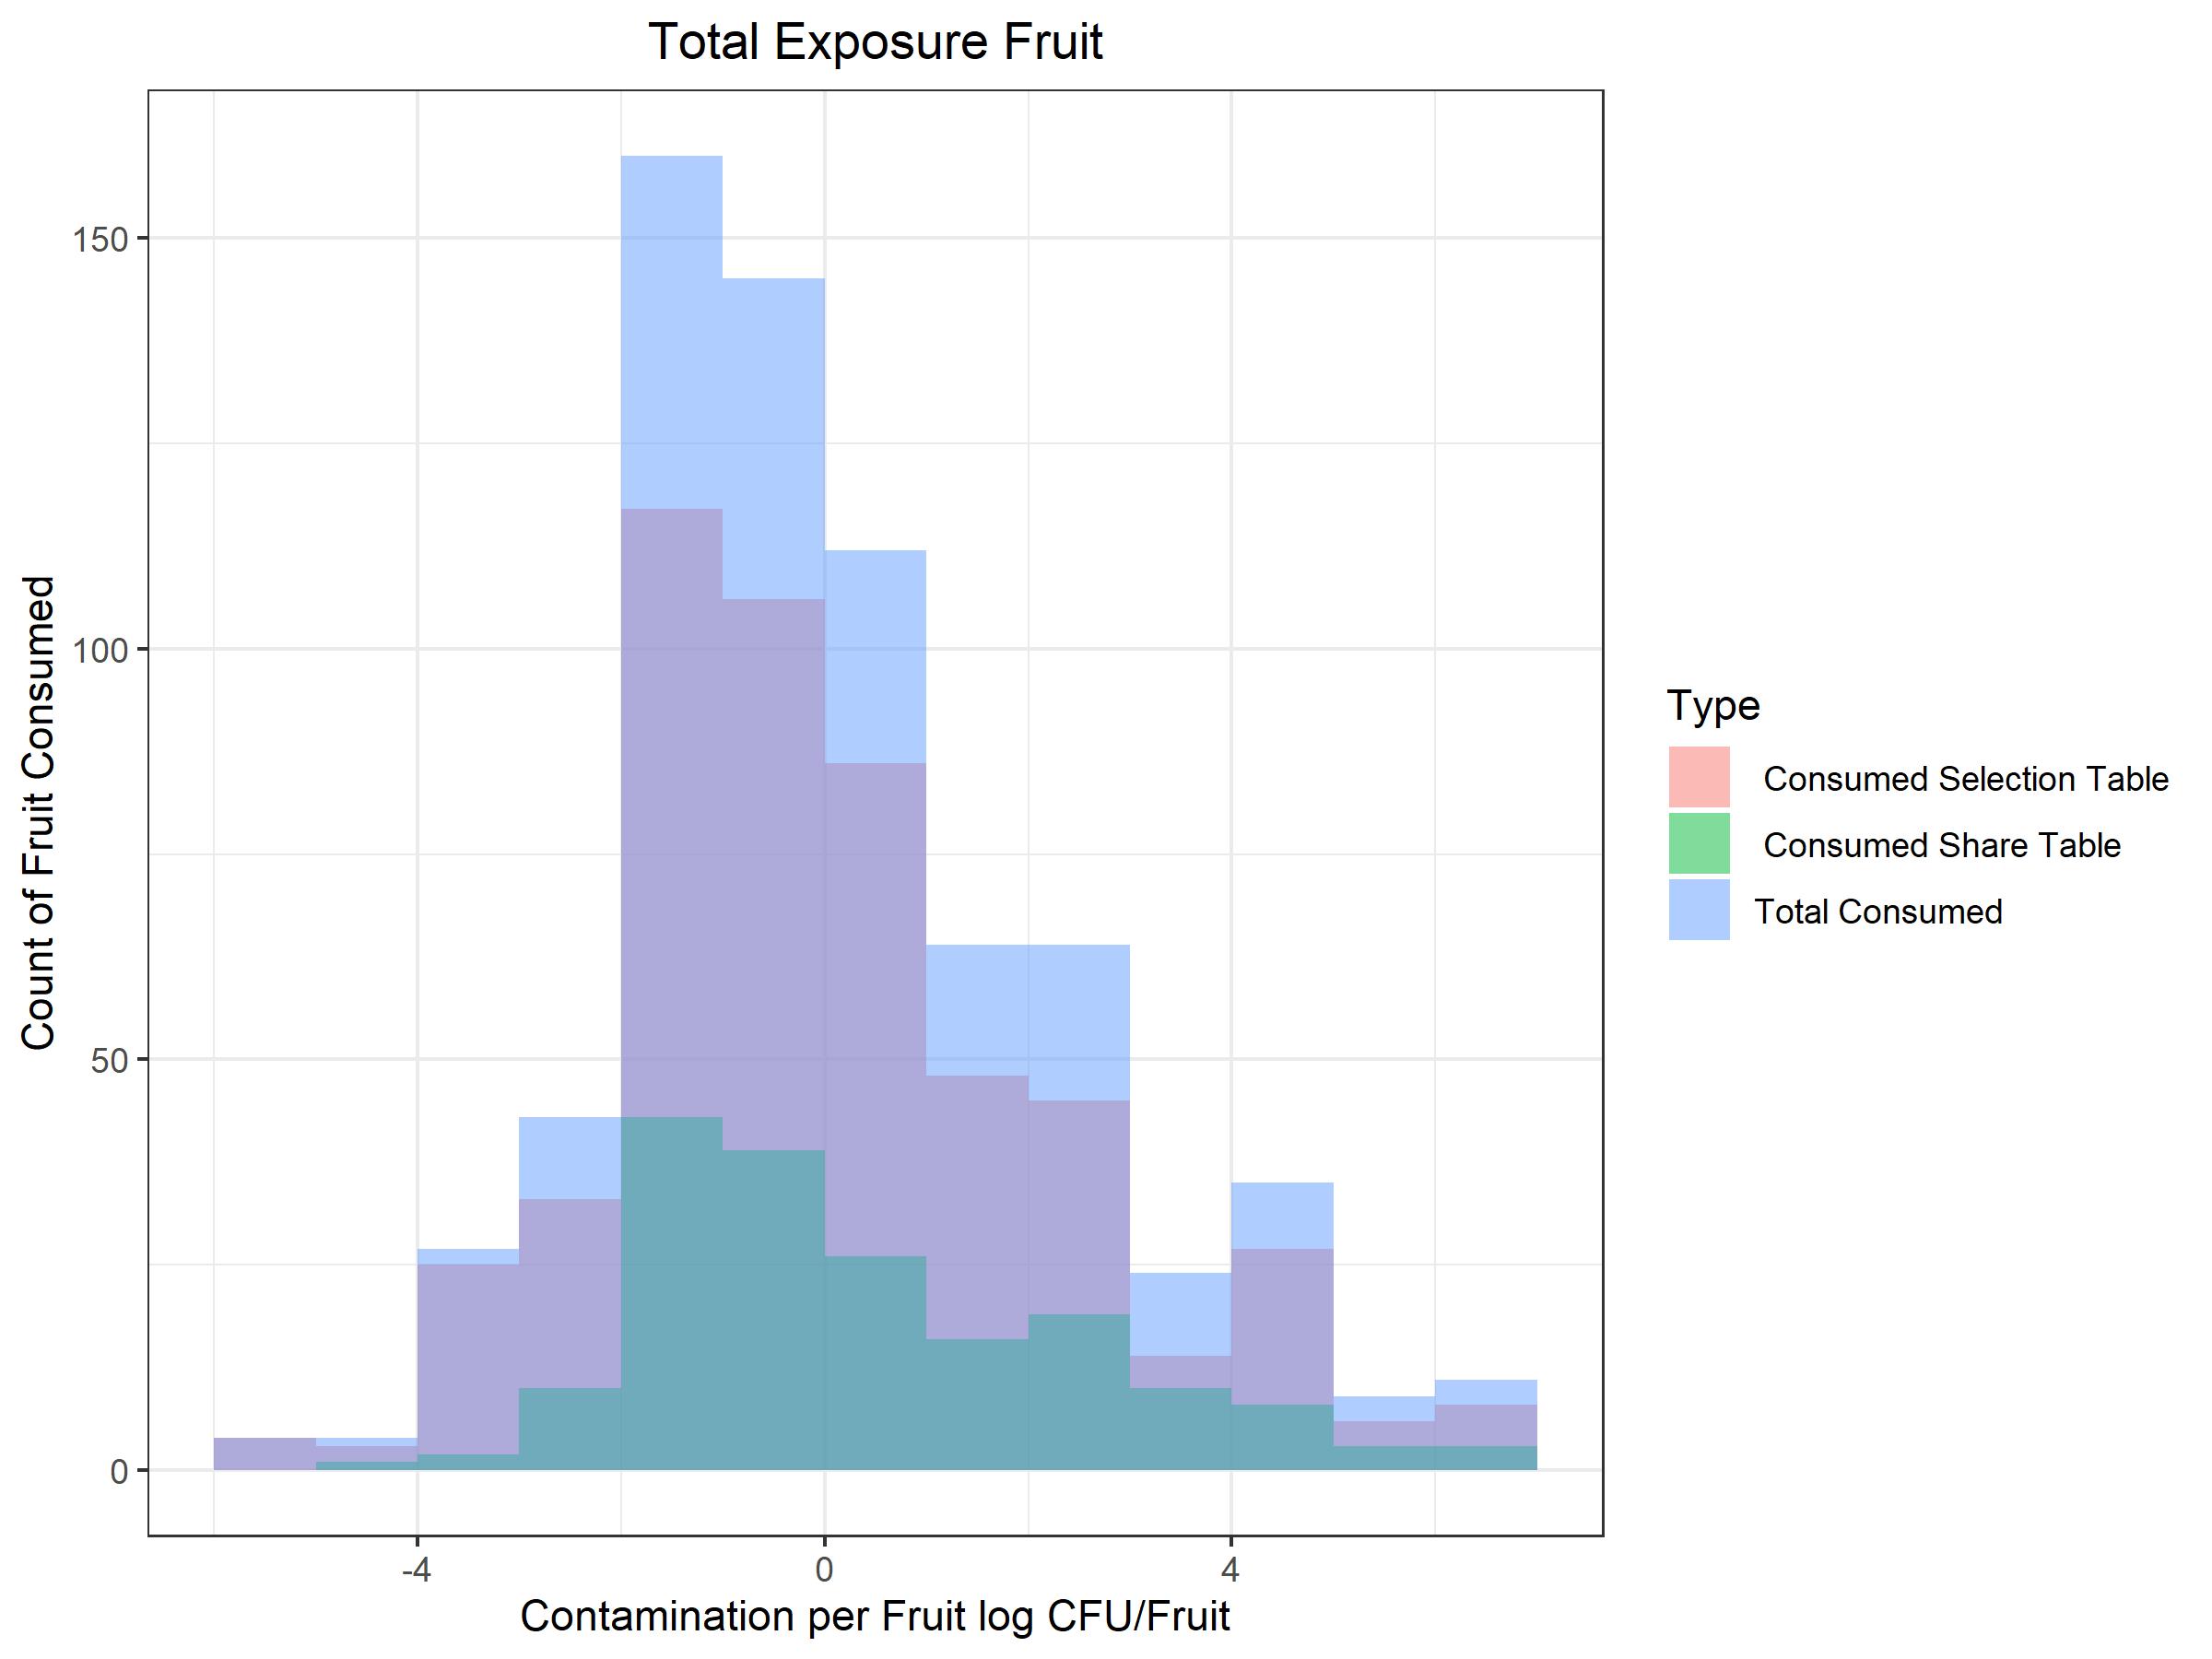 Total Exposure Fruit
150
100
50
0
Count of Fruit Consumed
-4
0
4
Contamination per Fruit log CFU/Fruit
Type
Consumed Selection Table
Consumed Share Table
Total Consumed